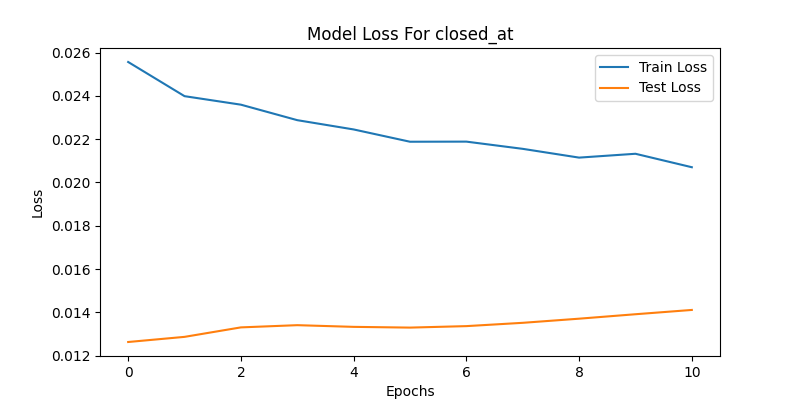 Model Loss For closed_at
Train Loss
Test Loss
0.026
0.024
0.022
0.020
0.018
0.016
0.014
0.012
Loss
0 2 4 6 8 10
Epochs